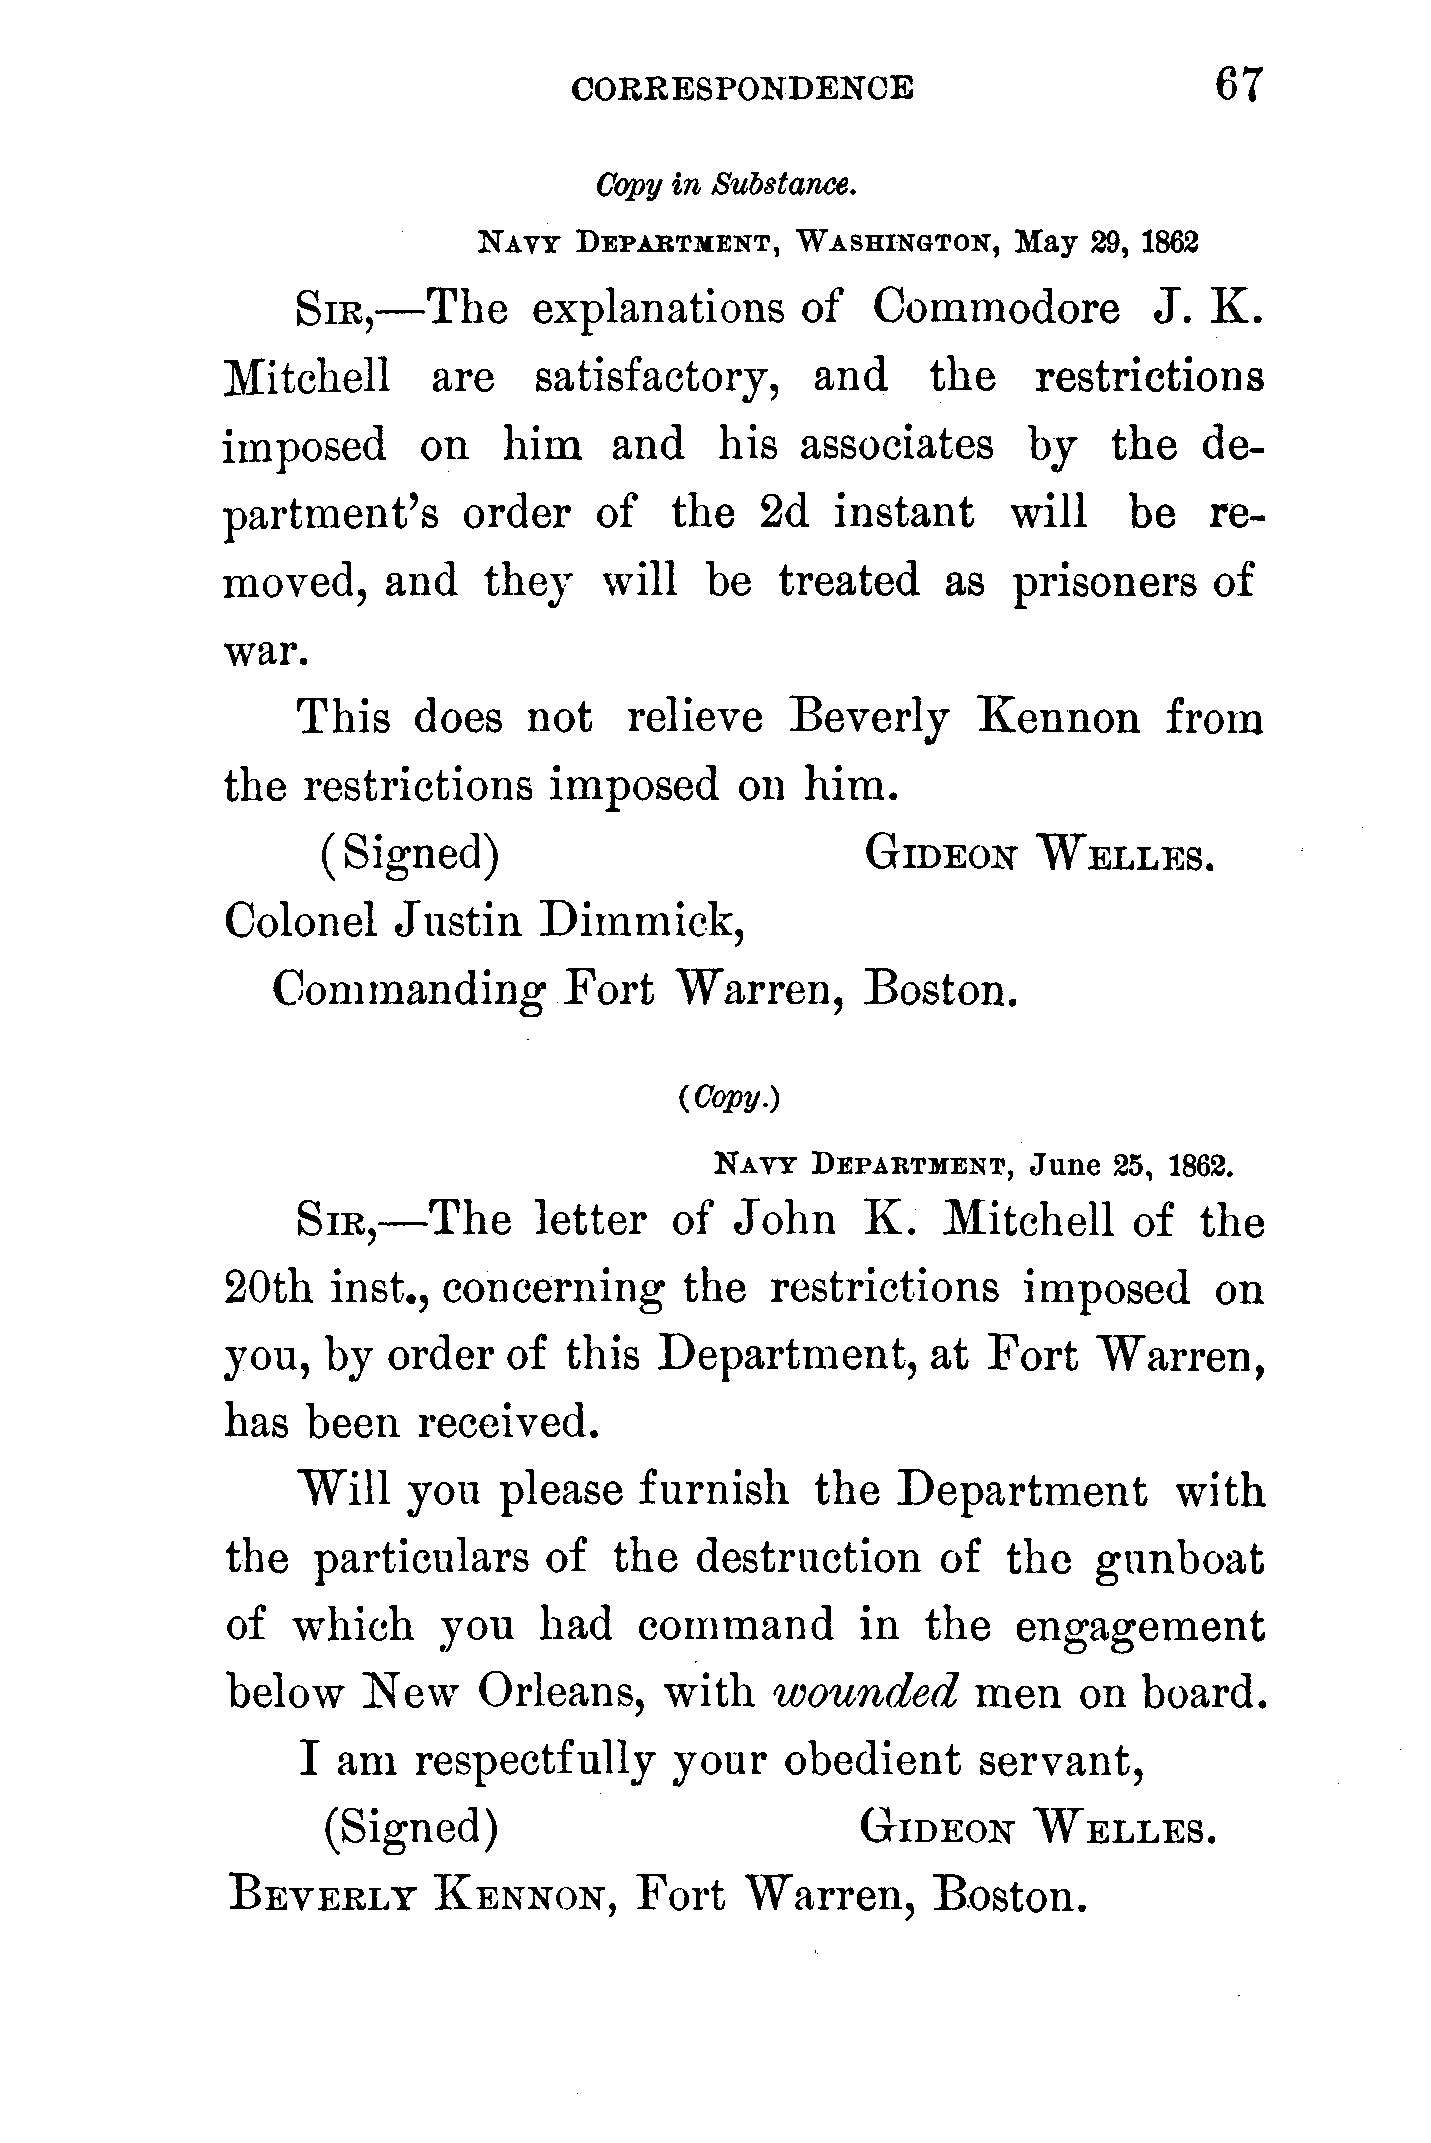 CORRESPONDENCE 67
Copy in Substance.
NAVY DEPARTMENT, WASHINGTON, May 29, 1862
SIR,—The explanations of Commodore J. K.
Mitchell are satisfactory, and the restrictions
imposed on him and his associates by the de-
partment's order of the 2d instant will be re-
moved, and they will be treated as prisoners of
war.
This does not relieve Beverly Kennon from
the restrictions imposed on him.
(Signed) GIDEON WELLES.
Colonel Justin Dimmick,
Commanding Fort Warren, Boston.
(Copy.)
NAVY DEPARTMENT, June 25, 1862.
SIR,—The letter of John K. Mitchell of the
20th inst., concerning the restrictions imposed on
you, by order of this Department, at Fort Warren,
has been received.
Will you please furnish the Department with
the particulars of the destruction of the gunboat
of which you had command in the engagement
below New Orleans, with wounded men on board.
I am respectfully your obedient servant,
(Signed) GIDEON WELLES.
BEVERLY KENNON, Fort Warren, Boston.